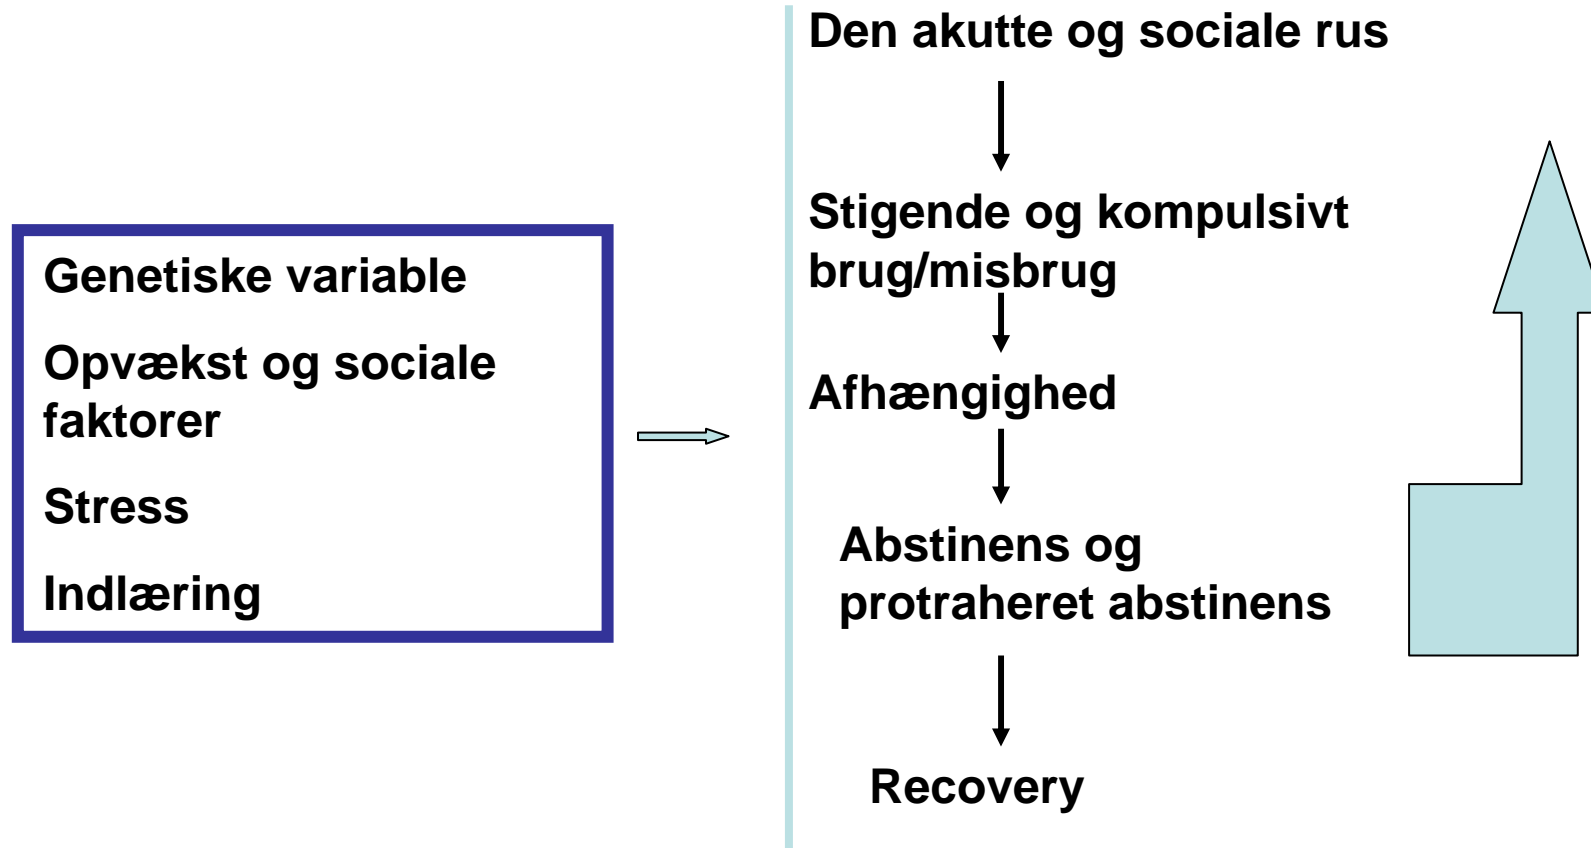 Genetiske variable
Opvækst og sociale
faktorer
Stress
Indlæring
Den akutte og sociale rus
Stigende og kompulsivt
brug/misbrug
Afhængighed
Abstinens og
protraheret abstinens
Recovery